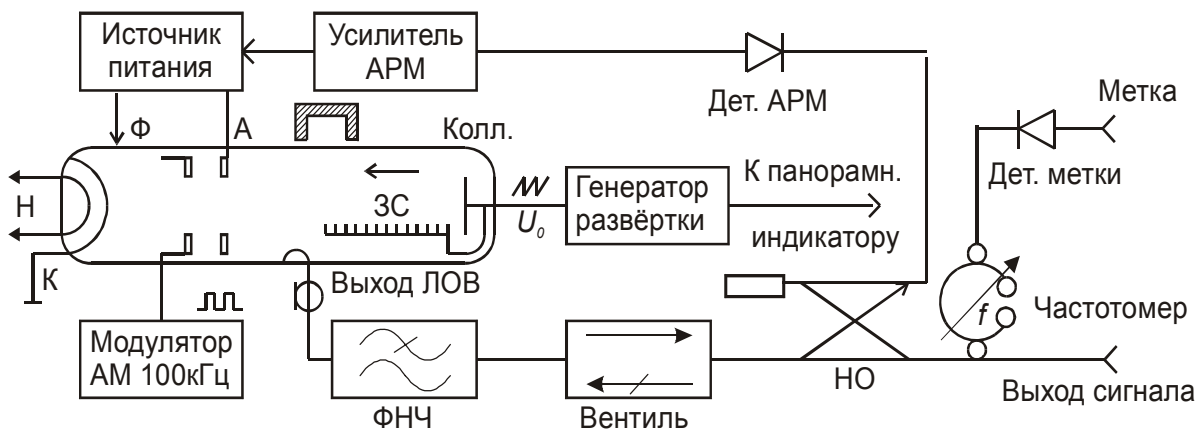 Источник
питания
Усилитель
АРМ
Дет. АРМ
Метка
Дет. метки
Ф
А
Колл.
Н
ЗС
U₀
Генератор
развёртки
К панорамн.
индикатору
К
Выход ЛОВ
f
Частотомер
Модулятор
АМ 100кГц
ФНЧ
Вентиль
НО
Выход сигнала